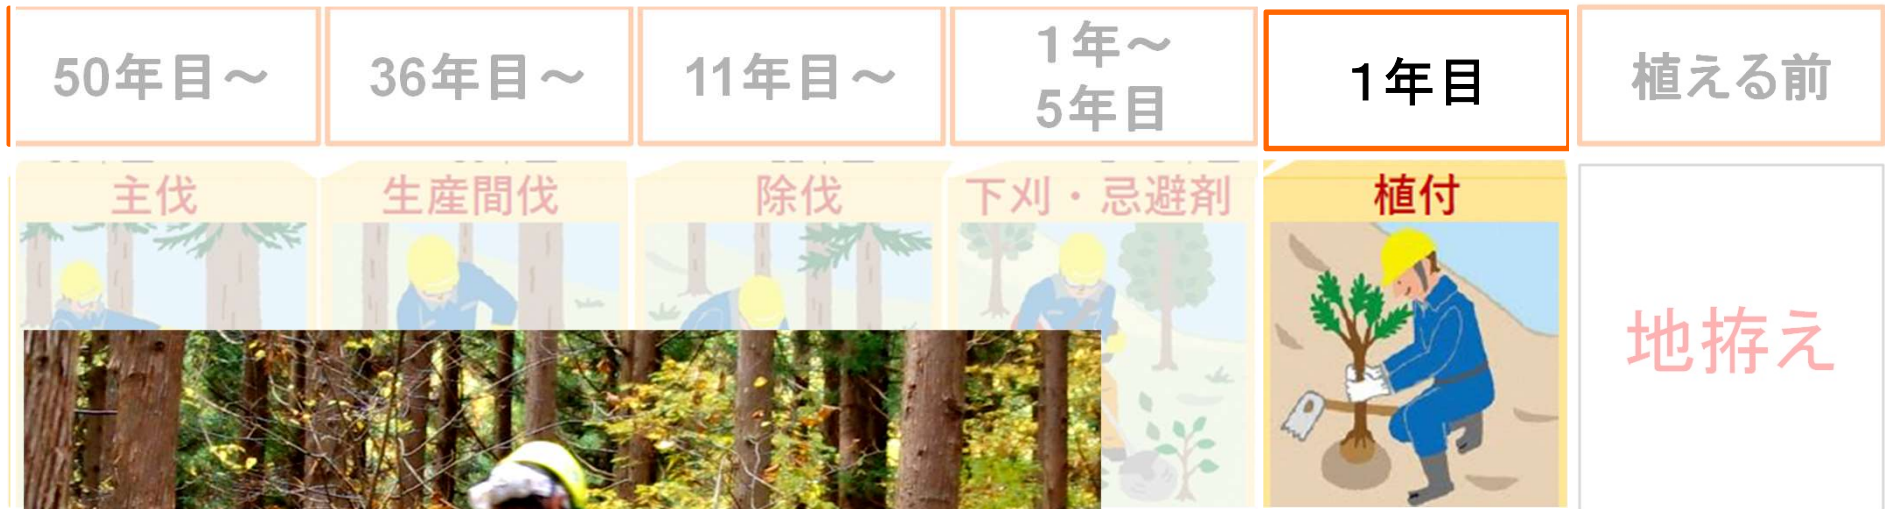 50年目～
36年目～
11年目～
1年～
5年目
1年目
植える前
主伐
生産間伐
除伐
下刈・忌避剤
植付
地拵え